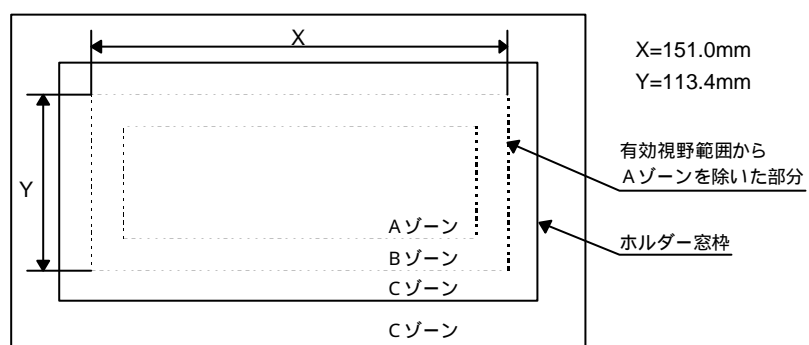 X
X=151.0mm
Y=113.4mm
有効視野範囲から
Aゾーンを除いた部分
Y
Aゾーン
ホルダー窓枠
Bゾーン
Cゾーン
Cゾーン